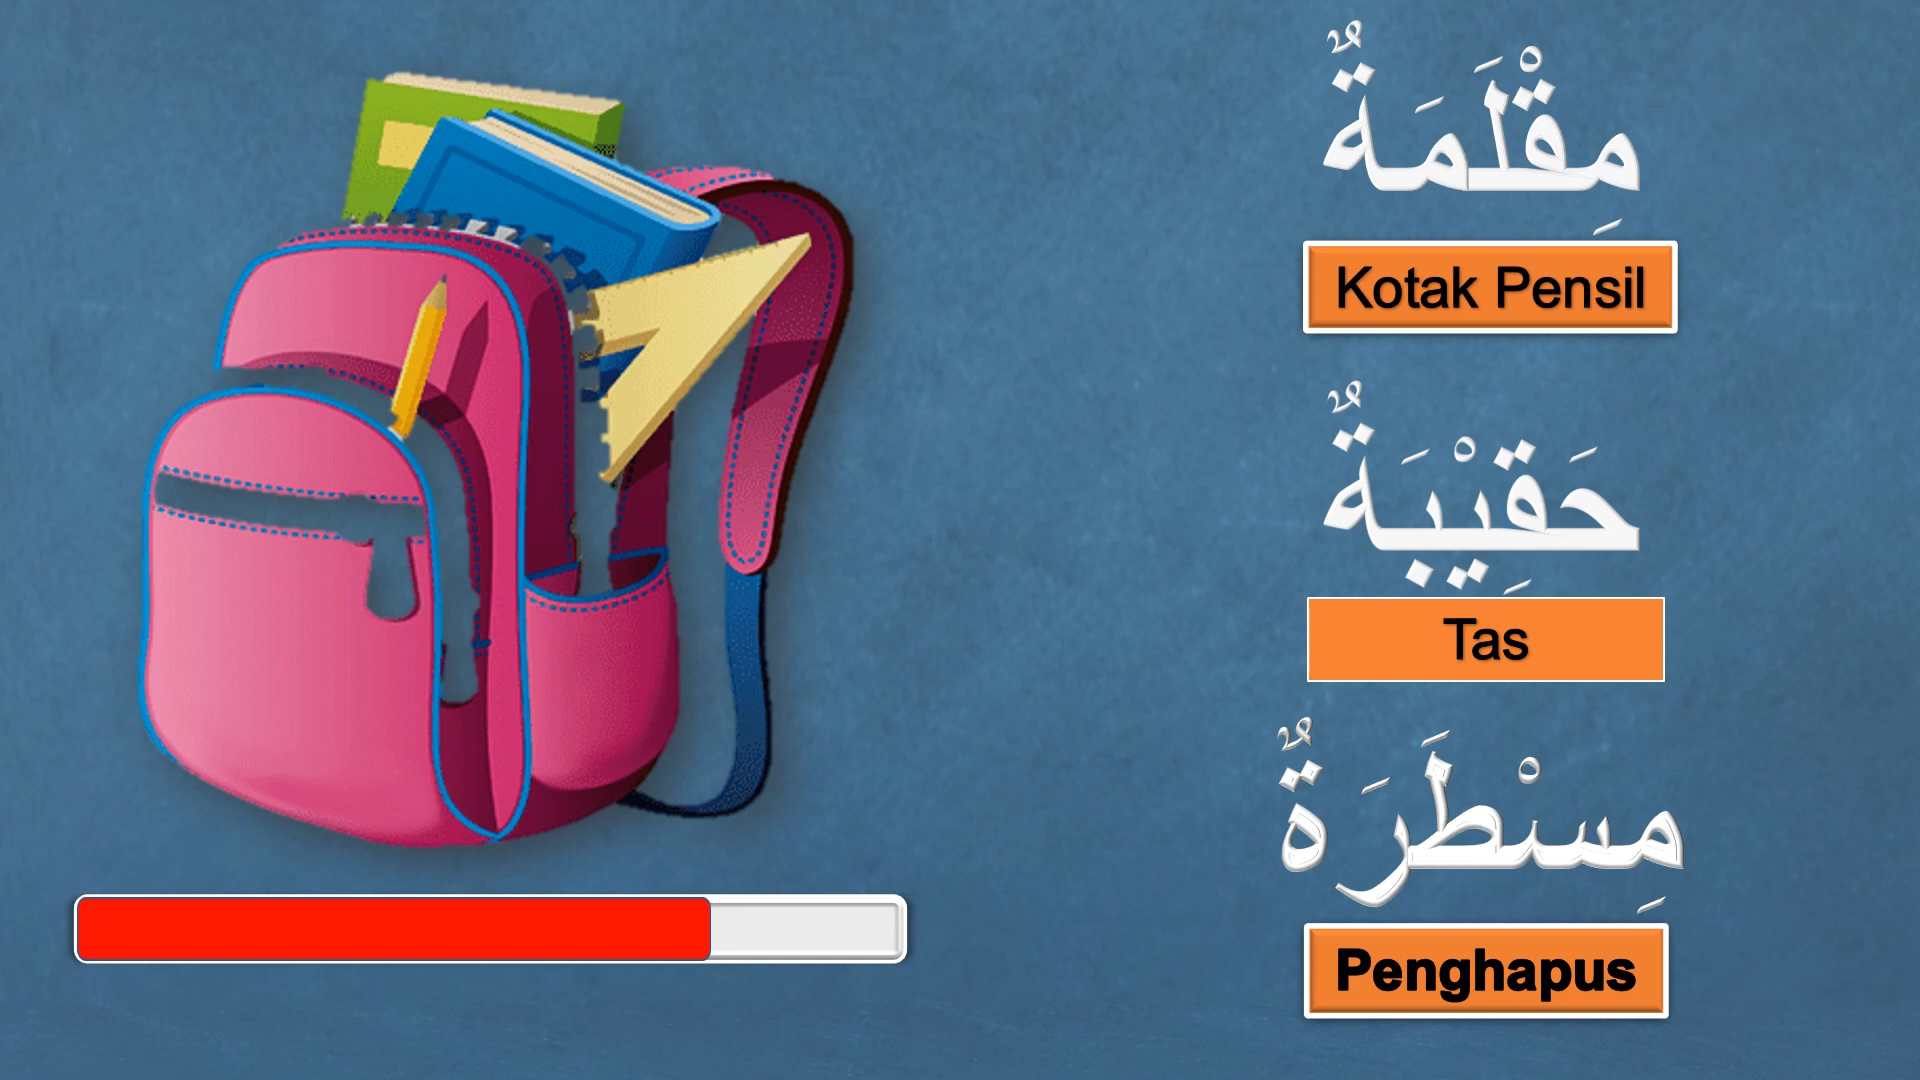 مِقْلَمَةٌ
Kotak Pensil
حَقِيْبَةٌ
Tas
مِسْطَرَةٌ
Penghapus